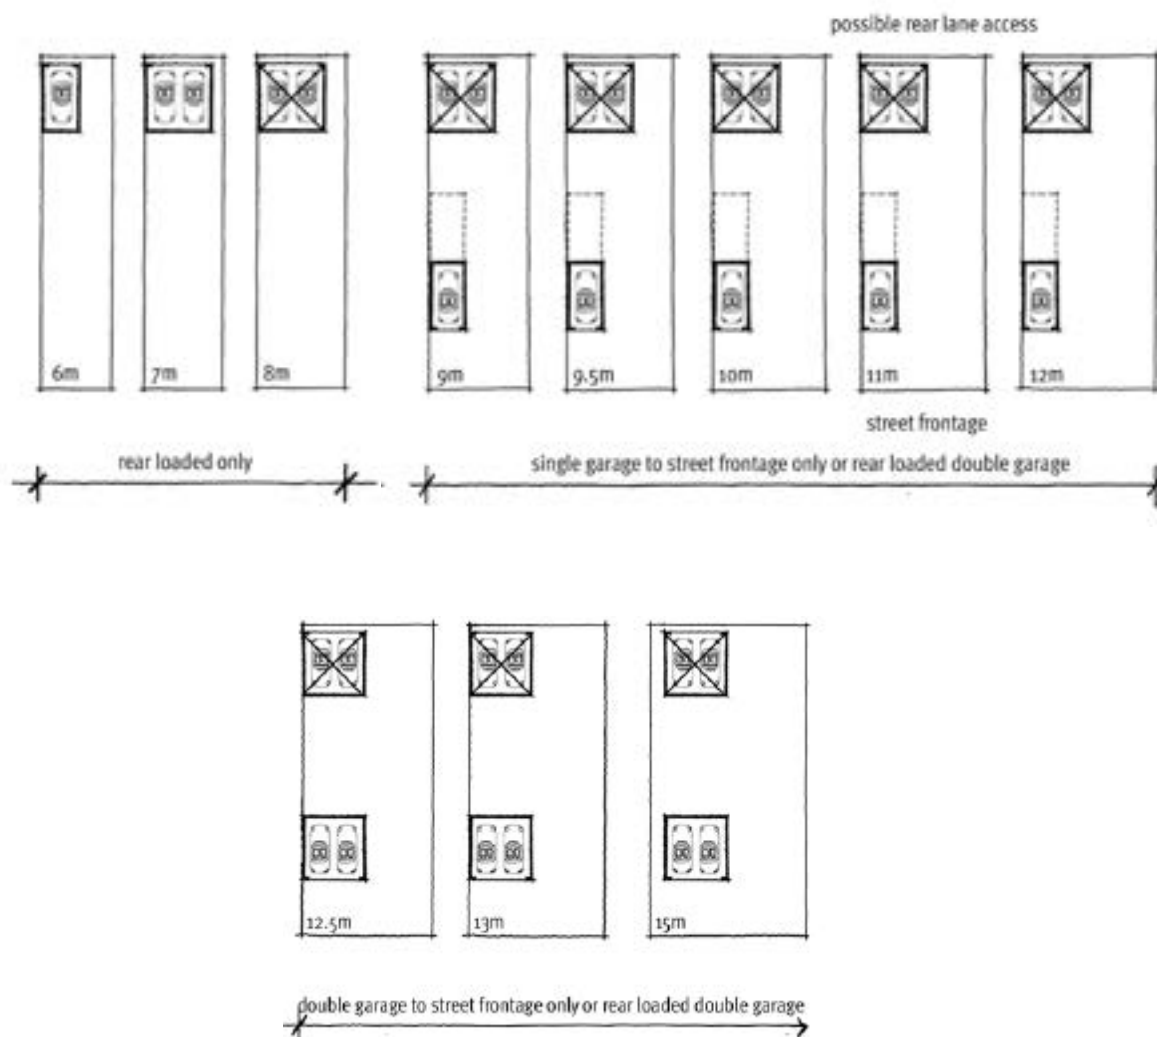 possible rear lane access
6m
7m
8m
9m
9.5m
10m
11m
12m
street frontage
rear loaded only
single garage to street frontage only or rear loaded double garage
12.5m
13m
15m
double garage to street frontage only or rear loaded double garage